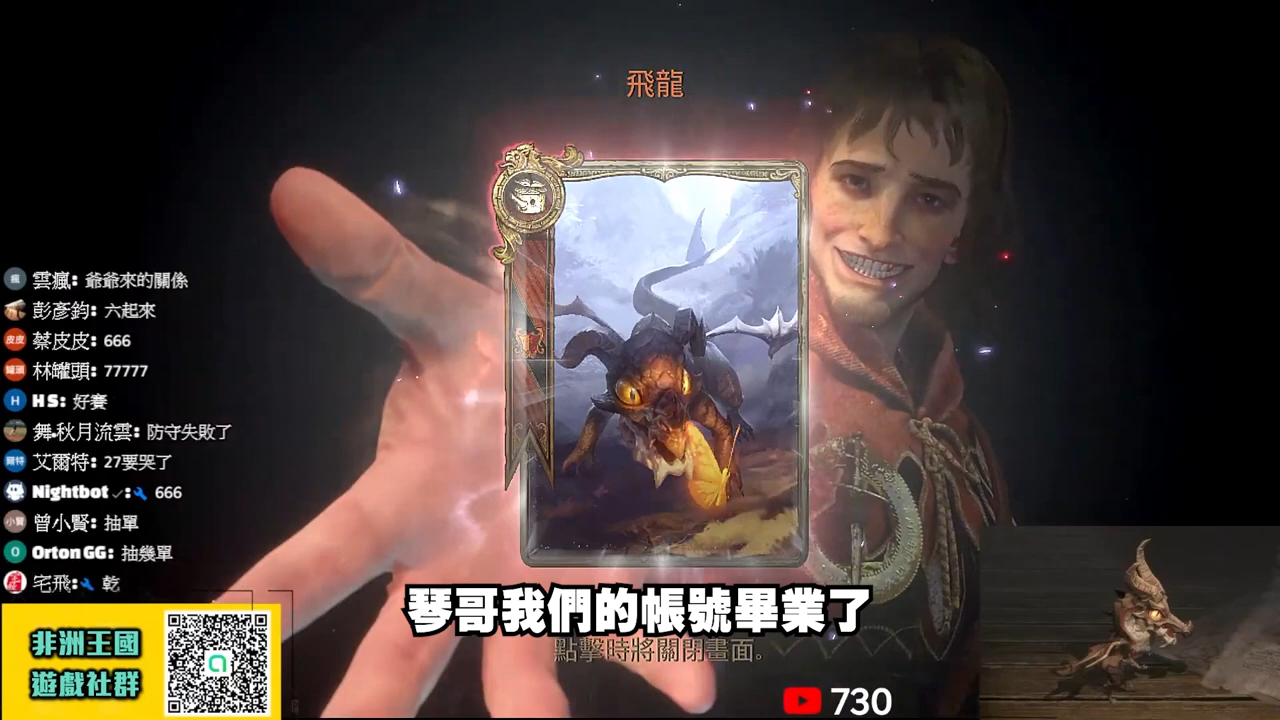 飛龍
雲瘋: 爺爺來的關係
彭彥鈞: 六起來
蔡皮皮: 666
林罐頭: 77777
H S: 好賽
舞.秋月流雲: 防守失敗了
艾爾特: 27要哭了
Nightbot: 666
曾小賢: 抽單
Orton GG: 抽幾單
宅飛: 乾
琴哥我們的帳號畢業了
點擊時將關閉畫面。
非洲王國
遊戲社群
730